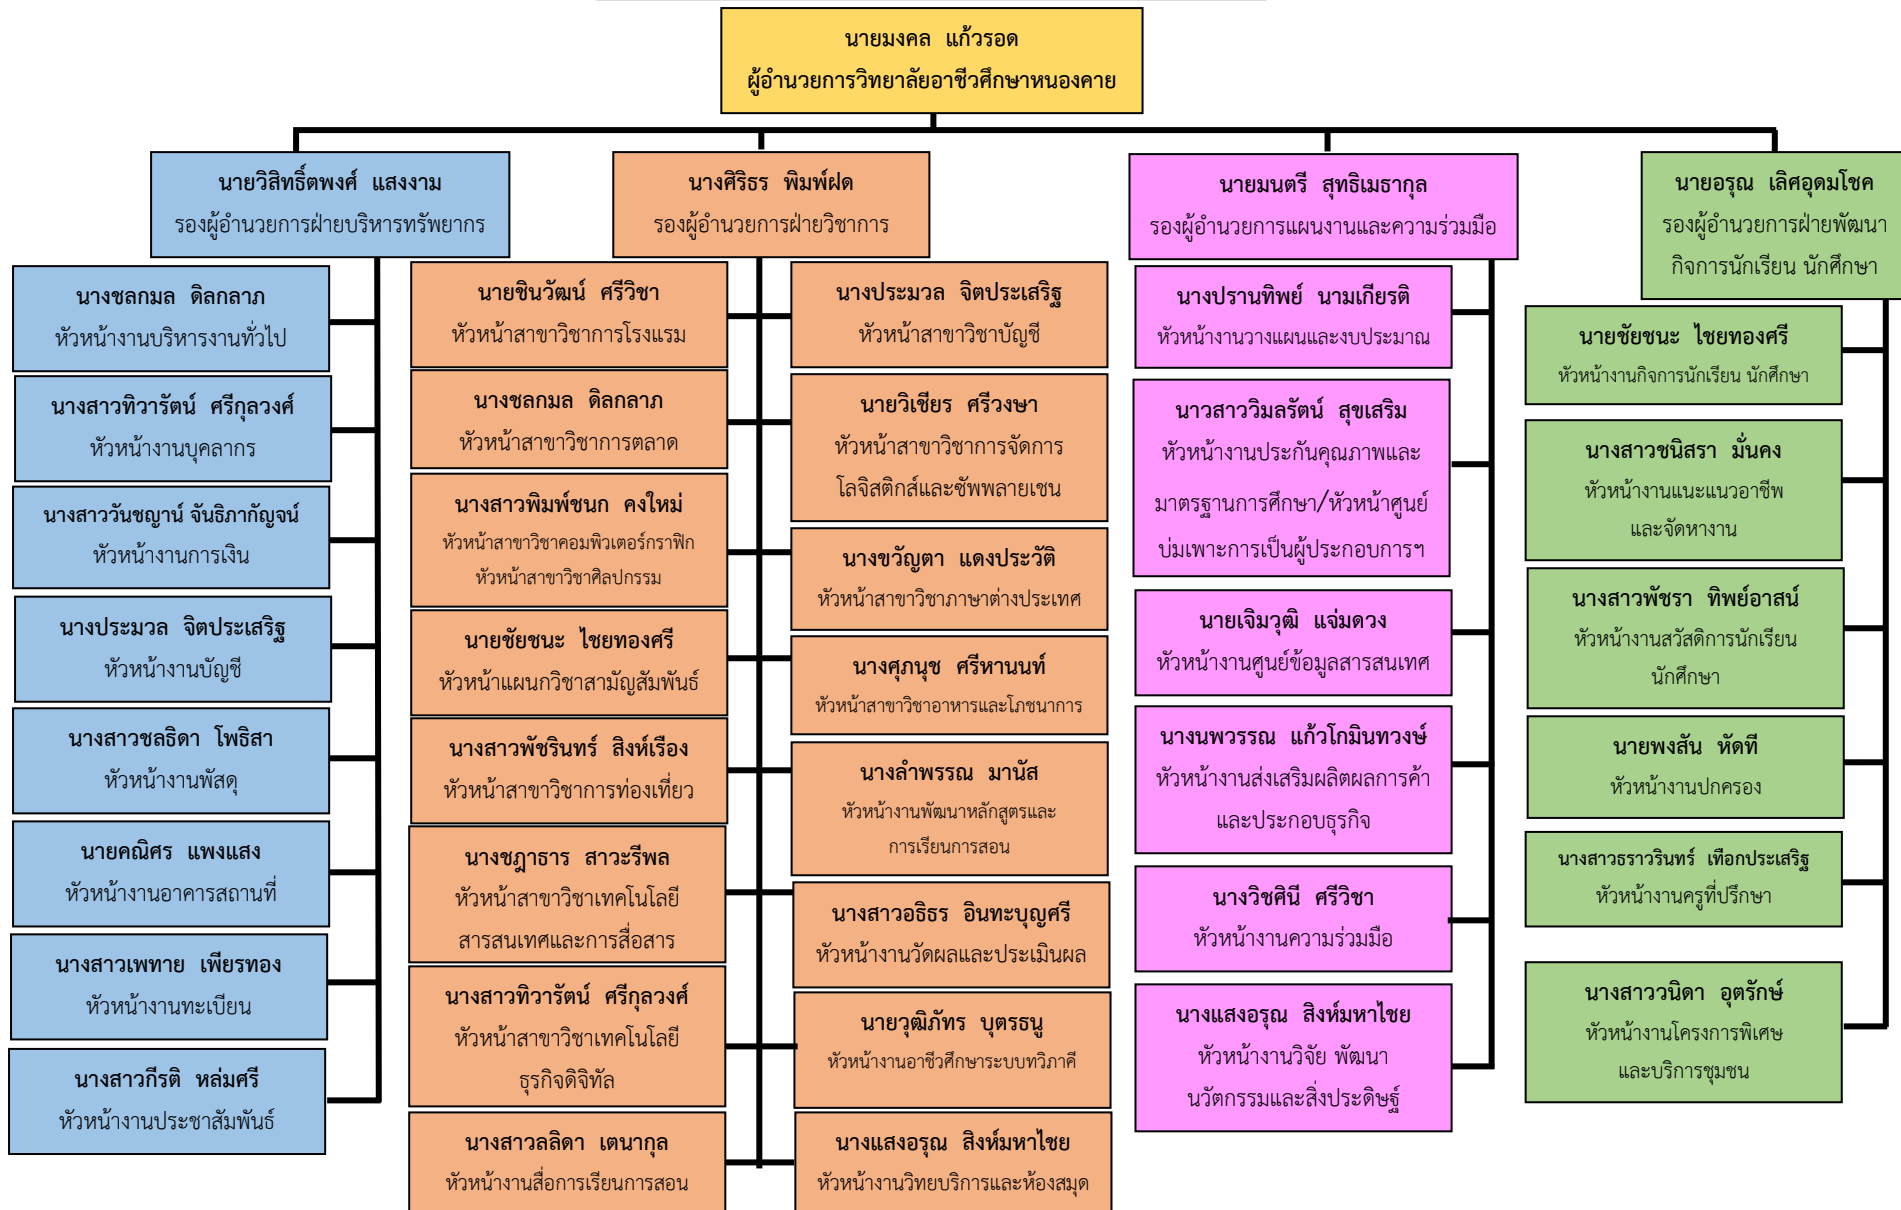 นายมงคล แก้วรอด
ผู้อำนวยการวิทยาลัยอาชีวศึกษาหนองคาย
นายวิสิทธิ์ตพงศ์ แสงงาม
รองผู้อำนวยการฝ่ายบริหารทรัพยากร
นางชลกมล ดิลกลาภ
หัวหน้างานบริหารงานทั่วไป
นางสาวทิวารัตน์ ศรีกุลวงศ์
หัวหน้างานบุคลากร
นางสาววันชญาน์ จันธิภากัญจน์
หัวหน้างานการเงิน
นางประมวล จิตประเสริฐ
หัวหน้างานบัญชี
นางสาวชลธิดา โพธิสา
หัวหน้างานพัสดุ
นายคณิศร แพงแสง
หัวหน้างานอาคารสถานที่
นางสาวเพทาย เพียรทอง
หัวหน้างานทะเบียน
นางสาวกีรติ หล่มศรี
หัวหน้างานประชาสัมพันธ์
นางศิริธร พิมพ์ฝด
รองผู้อำนวยการฝ่ายวิชาการ
นายชินวัฒน์ ศรีวิชา
หัวหน้าสาขาวิชาการโรงแรม
นางชลกมล ดิลกลาภ
หัวหน้าสาขาวิชาการตลาด
นางสาวพิมพ์ชนก คงใหม่
หัวหน้าสาขาวิชาคอมพิวเตอร์กราฟิก
หัวหน้าสาขาวิชาศิลปกรรม
นายชัยชนะ ไชยทองศรี
หัวหน้าแผนกวิชาสามัญสัมพันธ์
นางสาวพัชรินทร์ สิงห์เรือง
หัวหน้าสาขาวิชาการท่องเที่ยว
นางชฎาธาร สาวะรีพล
หัวหน้าสาขาวิชาเทคโนโลยี
สารสนเทศและการสื่อสาร
นางสาวทิวารัตน์ ศรีกุลวงศ์
หัวหน้าสาขาวิชาเทคโนโลยี
ธุรกิจดิจิทัล
นางสาวลลิดา เตนากุล
หัวหน้างานสื่อการเรียนการสอน
นางประมวล จิตประเสริฐ
หัวหน้าสาขาวิชาบัญชี
นายวิเชียร ศรีวงษา
หัวหน้าสาขาวิชาการจัดการ
โลจิสติกส์และซัพพลายเชน
นางขวัญตา แดงประวัติ
หัวหน้าสาขาวิชาภาษาต่างประเทศ
นางศุภนุช ศรีหานนท์
หัวหน้าสาขาวิชาอาหารและโภชนาการ
นางลำพรรณ มานัส
หัวหน้างานพัฒนาหลักสูตรและ
การเรียนการสอน
นางสาวอธิธร อินทะบุญศรี
หัวหน้างานวัดผลและประเมินผล
นายวุฒิภัทร บุตรธนู
หัวหน้างานอาชีวศึกษาระบบทวิภาคี
นางแสงอรุณ สิงห์มหาไชย
หัวหน้างานวิทยบริการและห้องสมุด
นายมนตรี สุทธิเมธากุล
รองผู้อำนวยการแผนงานและความร่วมมือ
นางปรานทิพย์ นามเกียรติ
หัวหน้างานวางแผนและงบประมาณ
นาวสาววิมลรัตน์ สุขเสริม
หัวหน้างานประกันคุณภาพและ
มาตรฐานการศึกษา/หัวหน้าศูนย์
บ่มเพาะการเป็นผู้ประกอบการฯ
นายเจิมวุฒิ แจ่มดวง
หัวหน้างานศูนย์ข้อมูลสารสนเทศ
นางนพวรรณ แก้วโกมินทวงษ์
หัวหน้างานส่งเสริมผลิตผลการค้า
และประกอบธุรกิจ
นางวิชศินี ศรีวิชา
หัวหน้างานความร่วมมือ
นางแสงอรุณ สิงห์มหาไชย
หัวหน้างานวิจัย พัฒนา
นวัตกรรมและสิ่งประดิษฐ์
นายอรุณ เลิศอุดมโชค
รองผู้อำนวยการฝ่ายพัฒนา
กิจการนักเรียน นักศึกษา
นายชัยชนะ ไชยทองศรี
หัวหน้างานกิจการนักเรียน นักศึกษา
นางสาวชนิสรา มั่นคง
หัวหน้างานแนะแนวอาชีพ
และจัดหางาน
นางสาวพัชรา ทิพย์อาสน์
หัวหน้างานสวัสดิการนักเรียน
นักศึกษา
นายพงสัน หัดที
หัวหน้างานปกครอง
นางสาวธราวรินทร์ เทือกประเสริฐ
หัวหน้างานครูที่ปรึกษา
นางสาววนิดา อุตรักษ์
หัวหน้างานโครงการพิเศษ
และบริการชุมชน